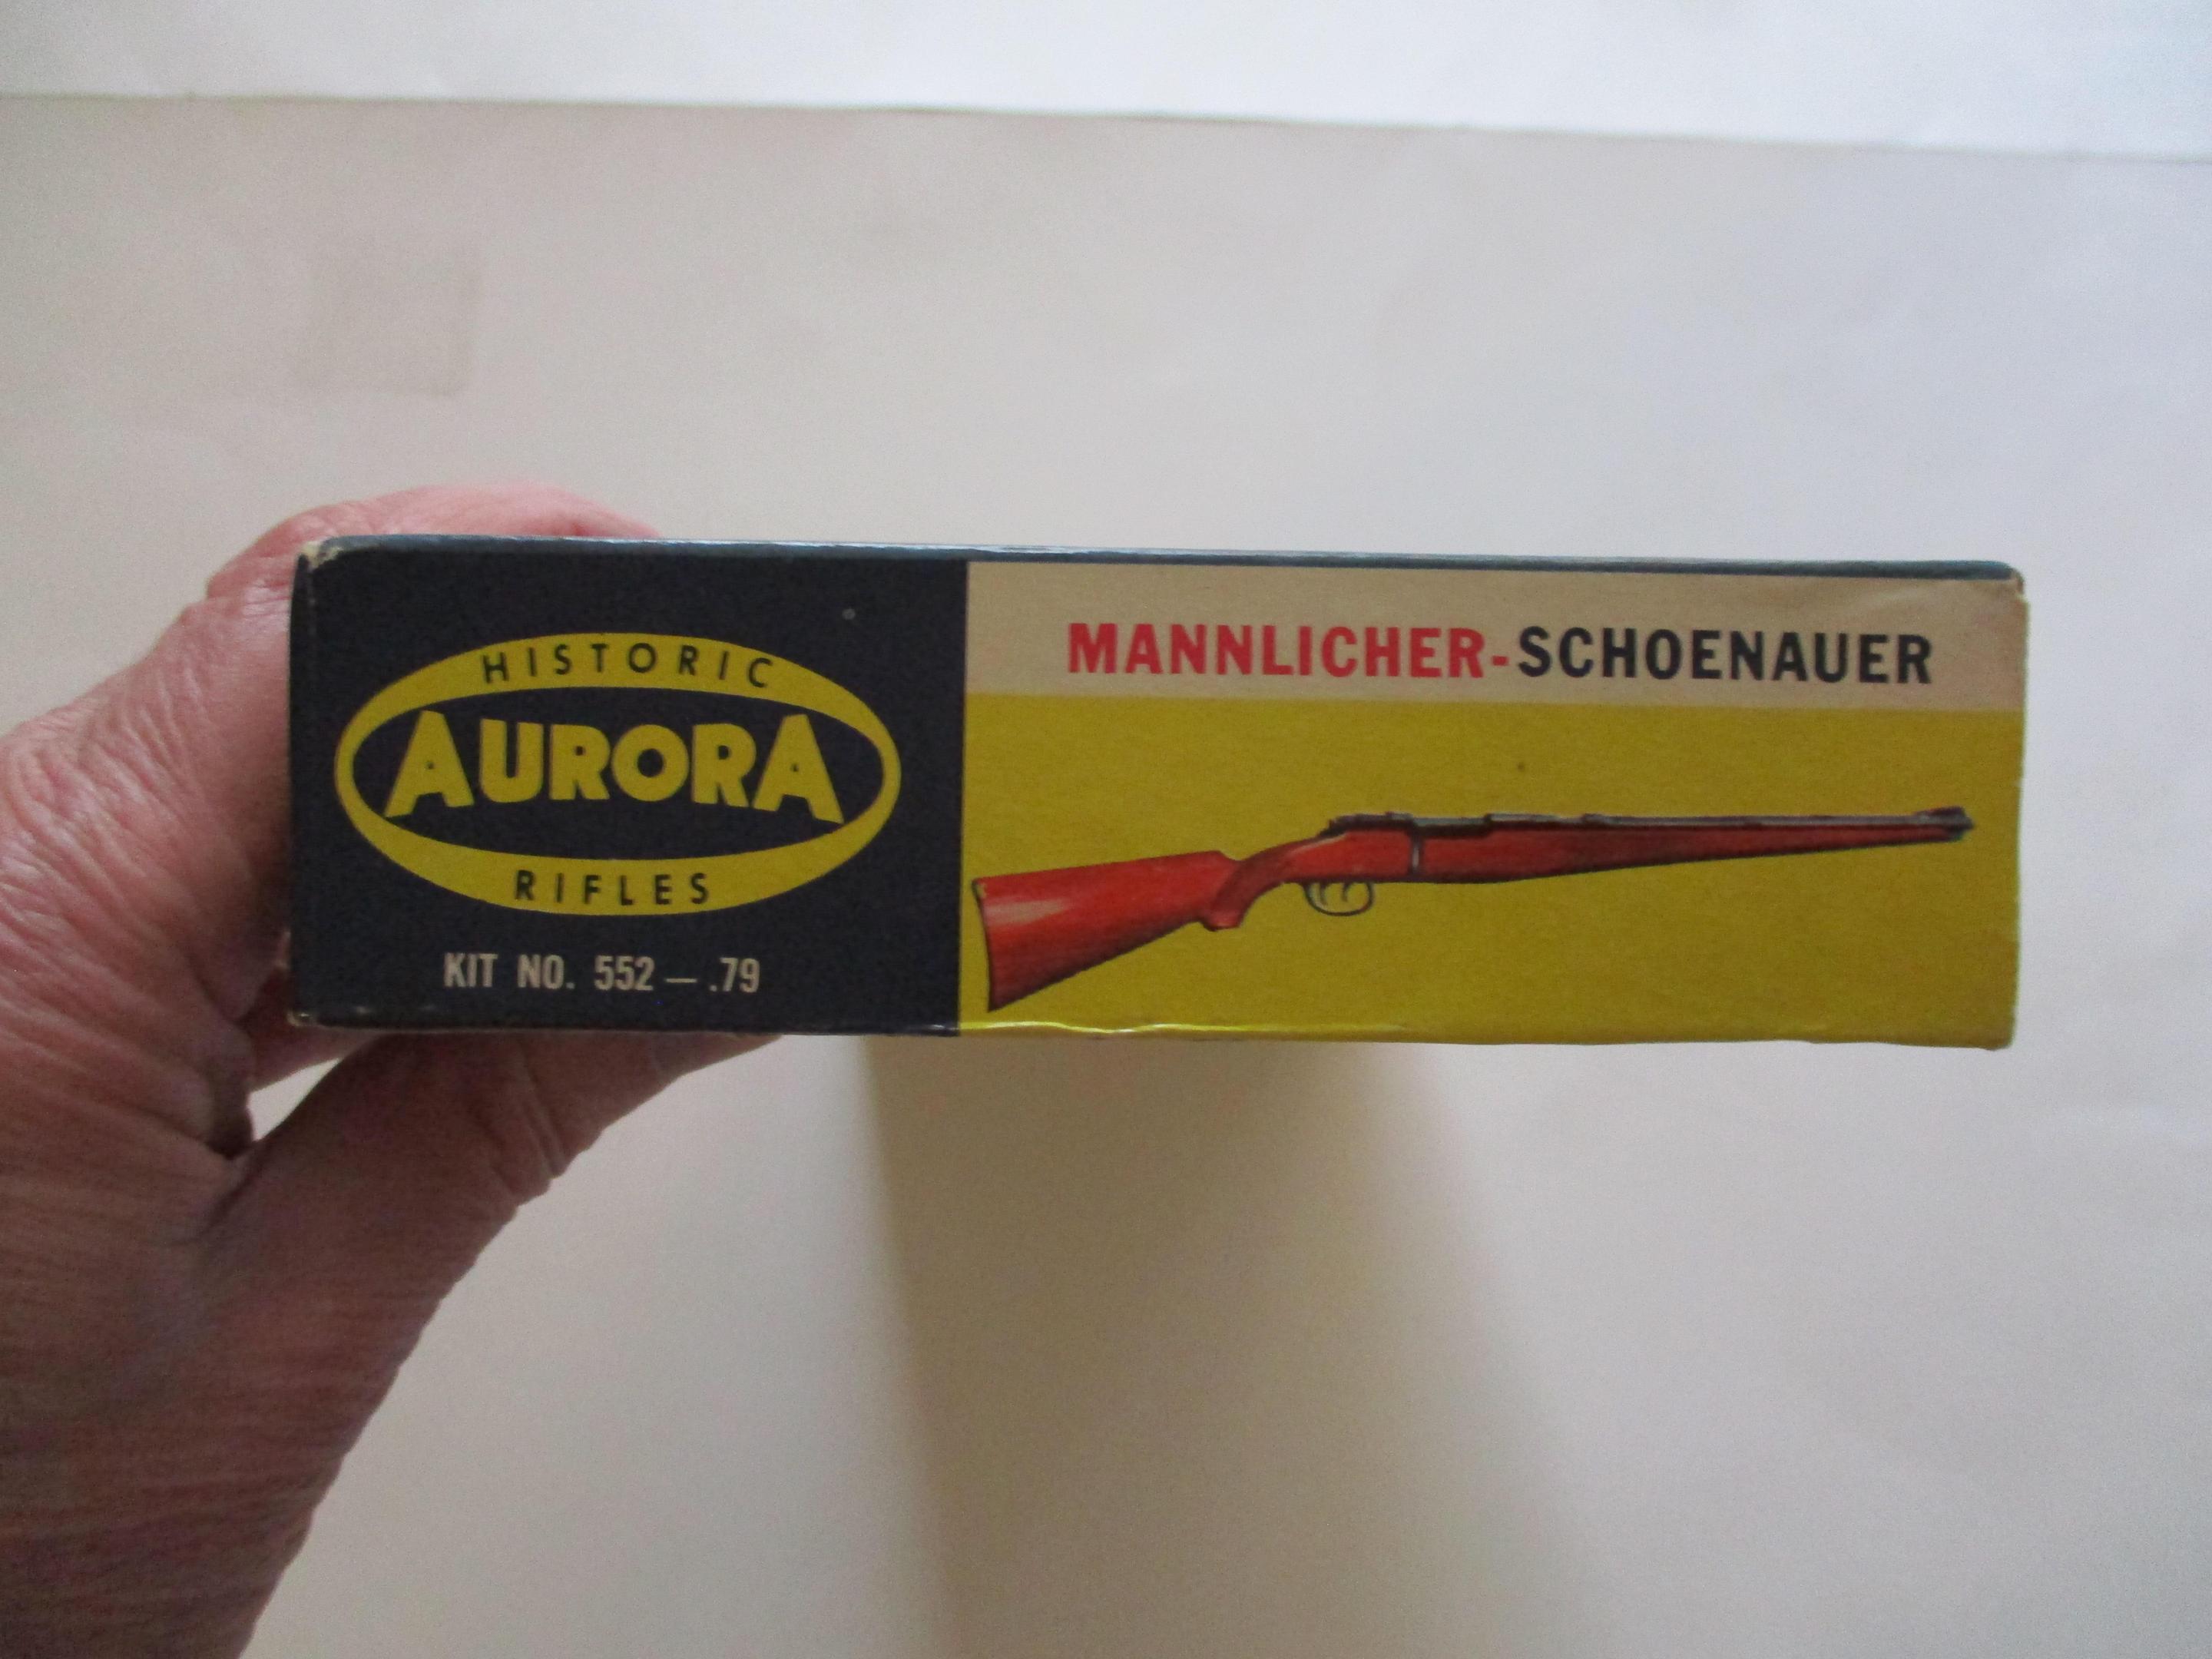 HISTORIC
AURORA
RIFLES
KIT NO. 552 — .79
MANNLICHER-SCHOENAUER